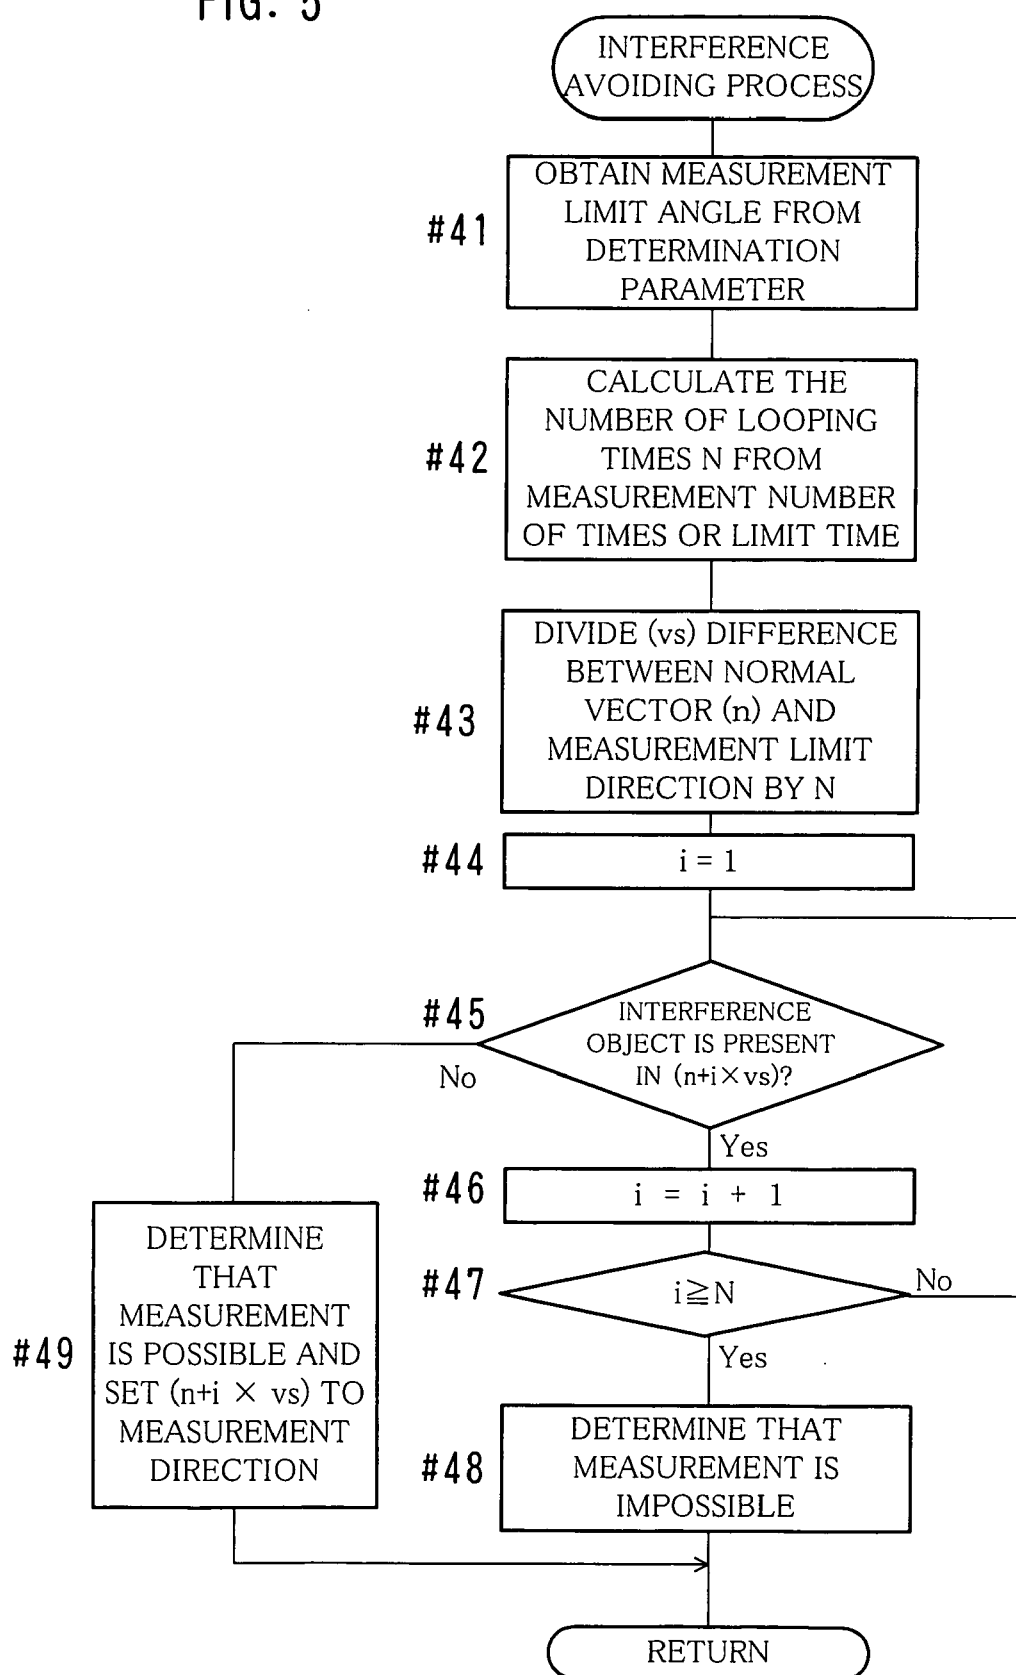 FIG. 5
INTERFERENCE
AVOIDING PROCESS
#41
OBTAIN MEASUREMENT
LIMIT ANGLE FROM
DETERMINATION
PARAMETER
#42
CALCULATE THE
NUMBER OF LOOPING
TIMES N FROM
MEASUREMENT NUMBER
OF TIMES OR LIMIT TIME
#43
DIVIDE (vs) DIFFERENCE
BETWEEN NORMAL
VECTOR (n) AND
MEASUREMENT LIMIT
DIRECTION BY N
#44
i = 1
#45
INTERFERENCE
OBJECT IS PRESENT
IN (n+i×vs)?
No
Yes
#46
i = i + 1
#47
i≧N
No
Yes
#48
DETERMINE THAT
MEASUREMENT IS
IMPOSSIBLE
#49
DETERMINE
THAT
MEASUREMENT
IS POSSIBLE AND
SET (n+i × vs) TO
MEASUREMENT
DIRECTION
RETURN